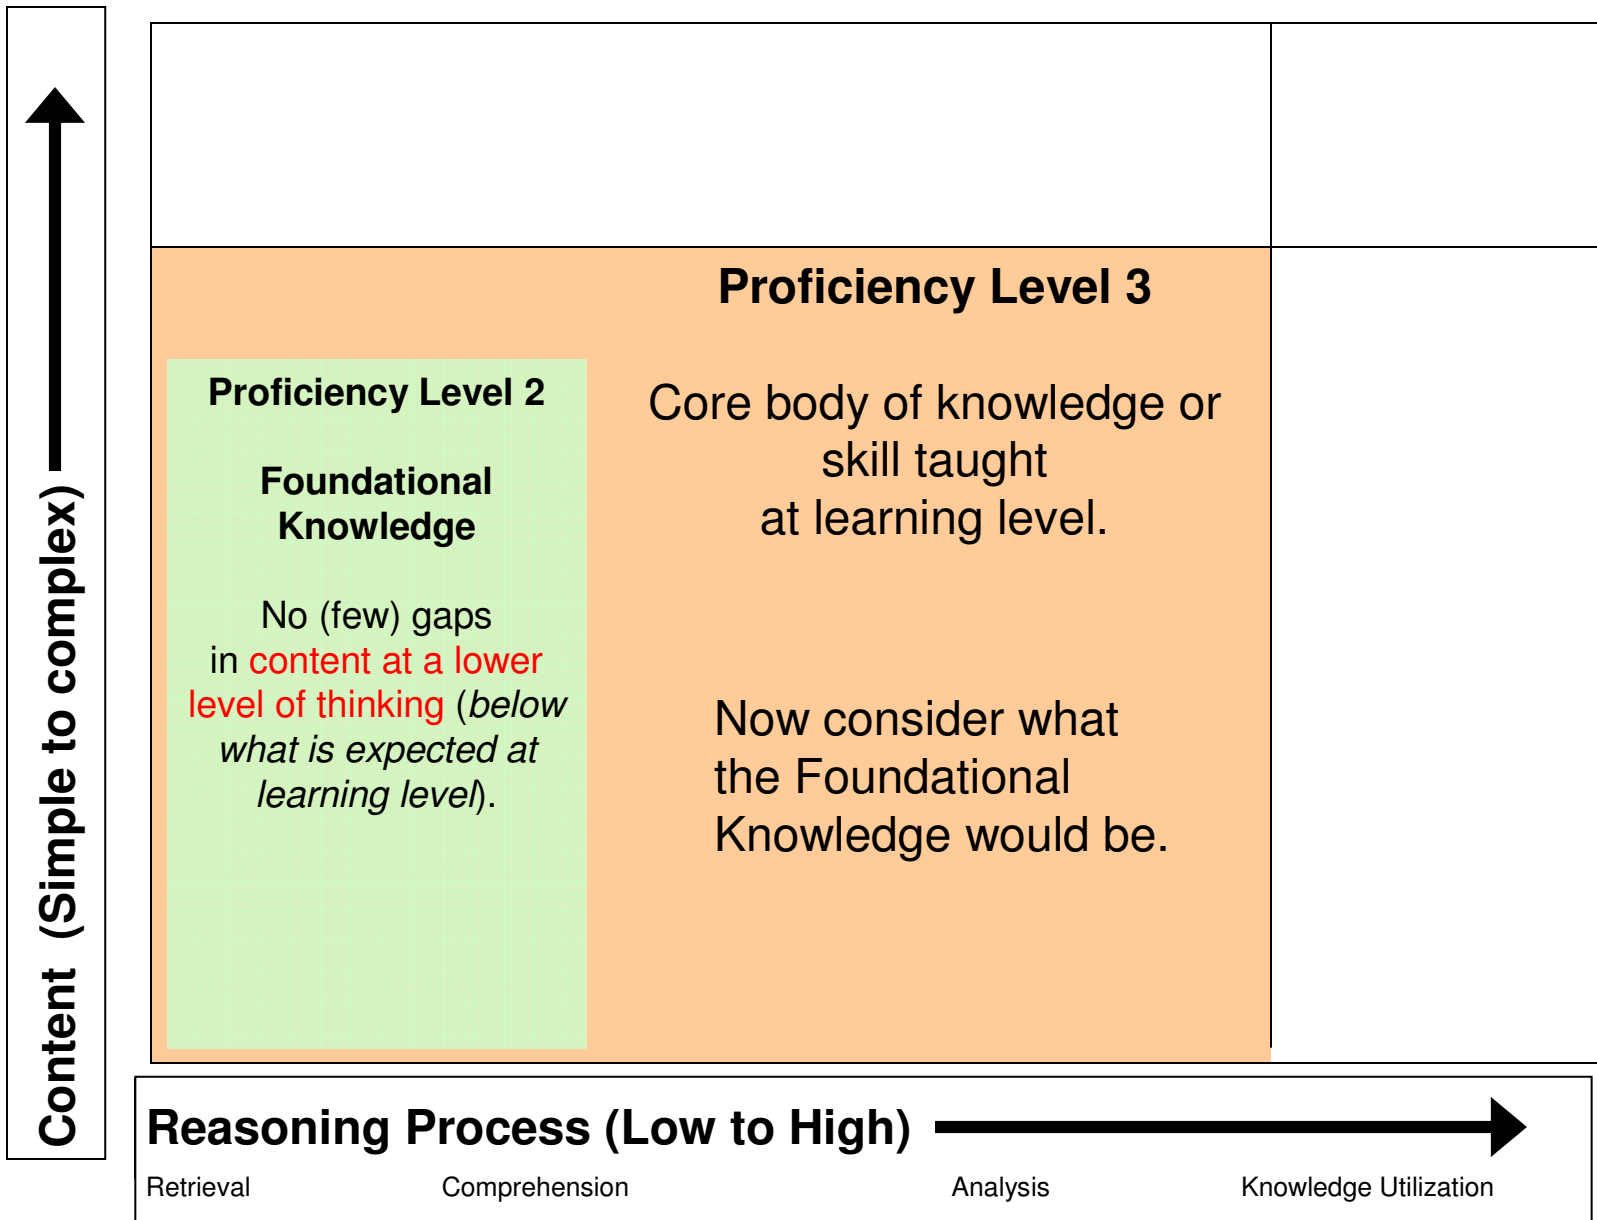 Content (Simple to complex)
Proficiency Level 3
Core body of knowledge or
skill taught
at learning level.
Now consider what
the Foundational
Knowledge would be.
Proficiency Level 2
Foundational
Knowledge
No (few) gaps
in content at a lower
level of thinking (below
what is expected at
learning level).
Reasoning Process (Low to High)
Retrieval Comprehension Analysis Knowledge Utilization